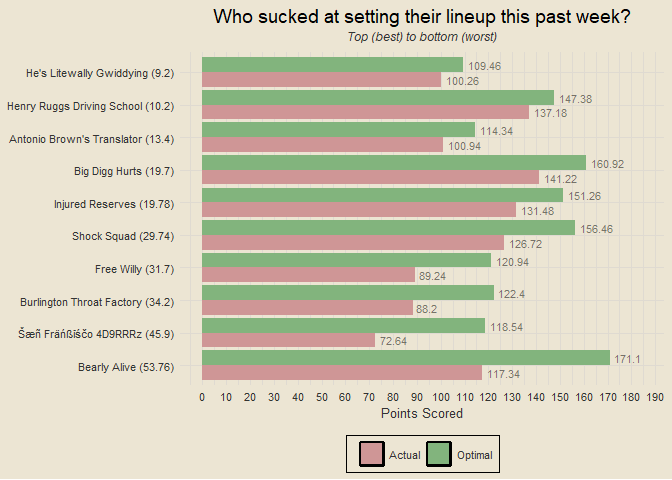 Who sucked at setting their lineup this past week?
Top (best) to bottom (worst)
He's Litewally Gwiddying (9.2)
109.46
100.26
Henry Ruggs Driving School (10.2)
147.38
137.18
Antonio Brown's Translator (13.4)
114.34
100.94
Big Digg Hurts (19.7)
160.92
141.22
Injured Reserves (19.78)
151.26
131.48
Shock Squad (29.74)
156.46
126.72
Free Willy (31.7)
120.94
89.24
Burlington Throat Factory (34.2)
122.4
88.2
Šæñ Fráńßíśčo 4D9RRRz (45.9)
118.54
72.64
Bearly Alive (53.76)
171.1
117.34
0 10 20 30 40 50 60 70 80 90 100 110 120 130 140 150 160 170 180 190
Points Scored
Actual Optimal